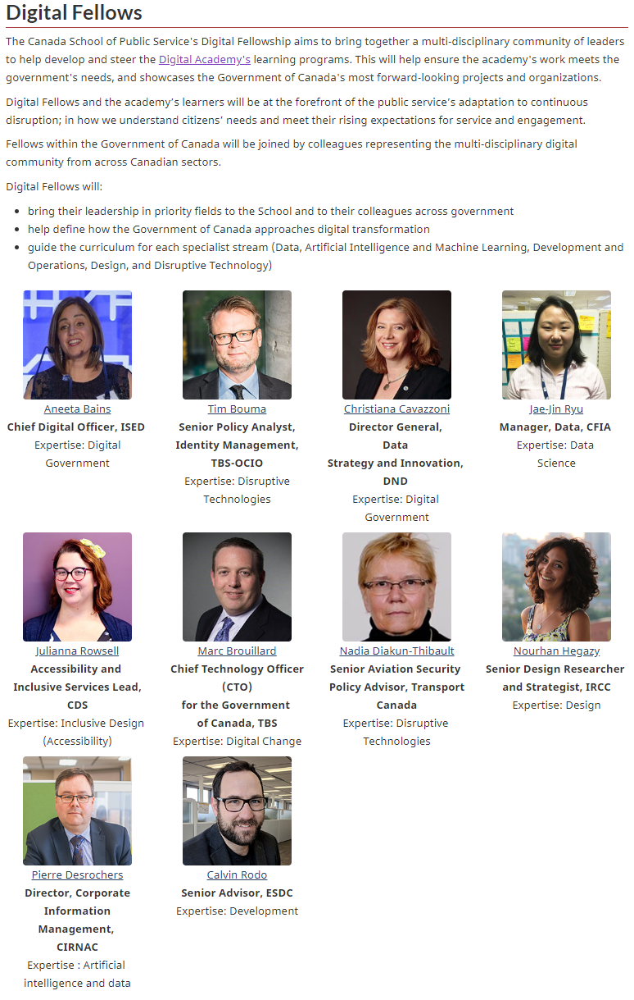 Digital Fellows
The Canada School of Public Service's Digital Fellowship aims to bring together a multi-disciplinary community of leaders
to help develop and steer the Digital Academy's learning programs. This will help ensure the academy's work meets the
government's needs, and showcases the Government of Canada's most forward-looking projects and organizations.
Digital Fellows and the academy’s learners will be at the forefront of the public service’s adaptation to continuous
disruption; in how we understand citizens’ needs and meet their rising expectations for service and engagement.
Fellows within the Government of Canada will be joined by colleagues representing the multi-disciplinary digital
community from across Canadian sectors.
Digital Fellows will:
• bring their leadership in priority fields to the School and to their colleagues across government
• help define how the Government of Canada approaches digital transformation
• guide the curriculum for each specialist stream (Data, Artificial Intelligence and Machine Learning, Development and
Operations, Design, and Disruptive Technology)
Aneeta Bains
Chief Digital Officer, ISED
Expertise: Digital
Government
Tim Bouma
Senior Policy Analyst,
Identity Management,
TBS-OCIO
Expertise: Disruptive
Technologies
Christiana Cavazzoni
Director General,
Data
Strategy and Innovation,
DND
Expertise: Digital
Government
Jae-Jin Ryu
Manager, Data, CFIA
Expertise: Data
Science
Julianna Rowsell
Accessibility and
Inclusive Services Lead,
CDS
Expertise: Inclusive Design
(Accessibility)
Marc Brouillard
Chief Technology Officer
(CTO)
for the Government
of Canada, TBS
Expertise: Digital Change
Nadia Diakun-Thibault
Senior Aviation Security
Policy Advisor, Transport
Canada
Expertise: Disruptive
Technologies
Nourhan Hegazy
Senior Design Researcher
and Strategist, IRCC
Expertise: Design
Pierre Desrochers
Director, Corporate
Information
Management,
CIRNAC
Expertise : Artificial
intelligence and data
Calvin Rodo
Senior Advisor, ESDC
Expertise: Development